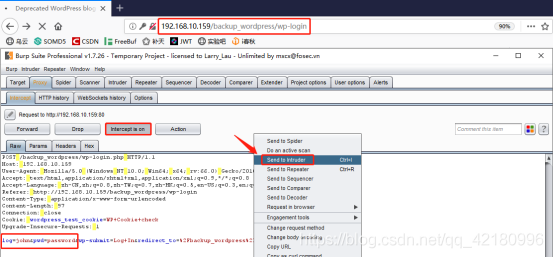 Deprecated WordPress blog
192.168.10.159/backup_wordpress/wp-login
90%
乌云 SOMD5 CSDN FreeBuf 补天 JWT 实验吧 i春秋
Burp Suite Professional v1.7.26 - Temporary Project - licensed to Larry_Lau - Unlimited by mxcx@fosec.vn
Burp Intruder Repeater Window Help
Target Proxy Spider Scanner Intruder Repeater Sequencer Decoder Comparer Extender Project options User options Alerts
Intercept HTTP history WebSockets history Options
Request to http://192.168.10.159:80
Forward Drop Intercept is on Action Comment this item
Raw Params Headers Hex
POST /backup_wordpress/wp-login.php HTTP/1.1
Host: 192.168.10.159
User-Agent: Mozilla/5.0 (Windows NT 10.0; Win64; x64; rv:66.0) Gecko/201
Accept: text/html,application/xhtml+xml,application/xml;q=0.9,*/*;q=0.8
Accept-Language: zh-CN,zh;q=0.8,zh-TW;q=0.7,zh-HK;q=0.5,en-US;q=0.3,en;q
Referer: http://192.168.10.159/backup_wordpress/wp-login
Content-Type: application/x-www-form-urlencoded
Content-Length: 97
Connection: close
Cookie: wordpress_test_cookie=WP+Cookie+check
Upgrade-Insecure-Requests: 1
log=john&pwd=password&wp-submit=Log+In&redirect_to=%2Fbackup_wordpress%2
Send to Spider
Do an active scan
Send to Intruder Ctrl+I
Send to Repeater Ctrl+R
Send to Sequencer
Send to Comparer
Send to Decoder
Request in browser
Engagement tools
Change request method
Change body encoding
Copy URL
Copy as curl command
https://blog.csdn.net/qq_42180996